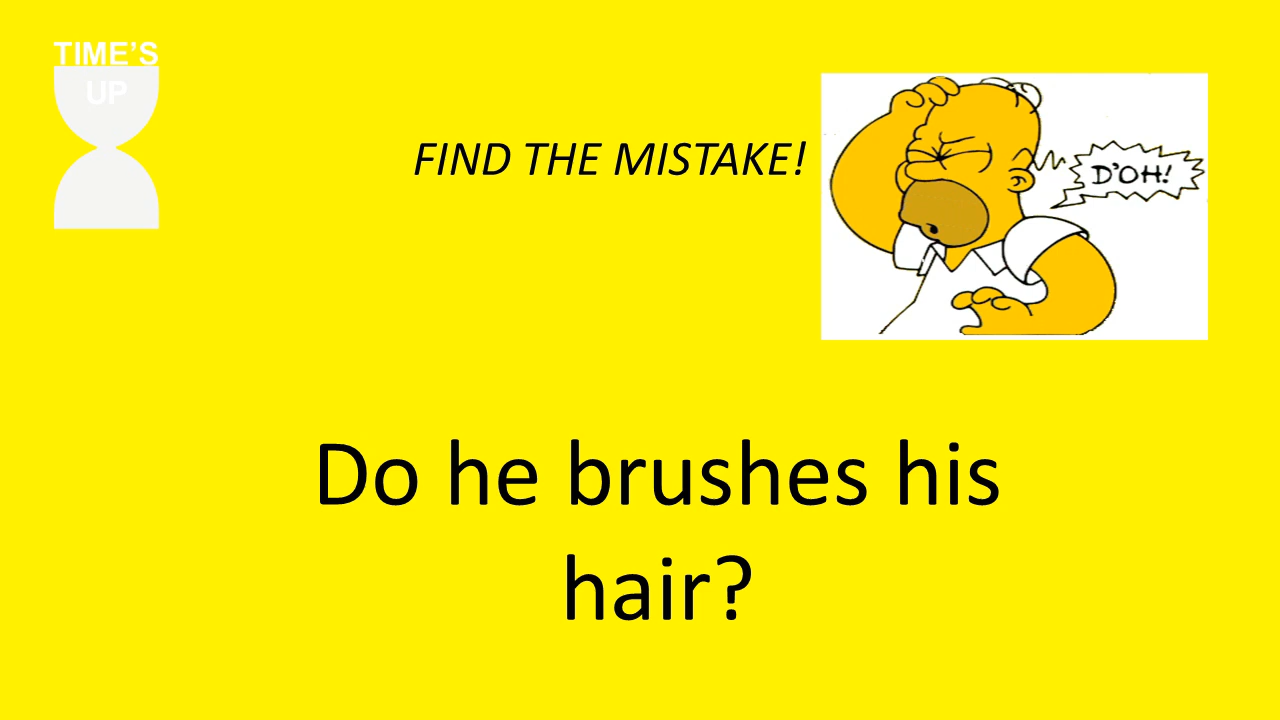 TIME’S
UP
FIND THE MISTAKE!
D'OH!
Do he brushes his
hair?